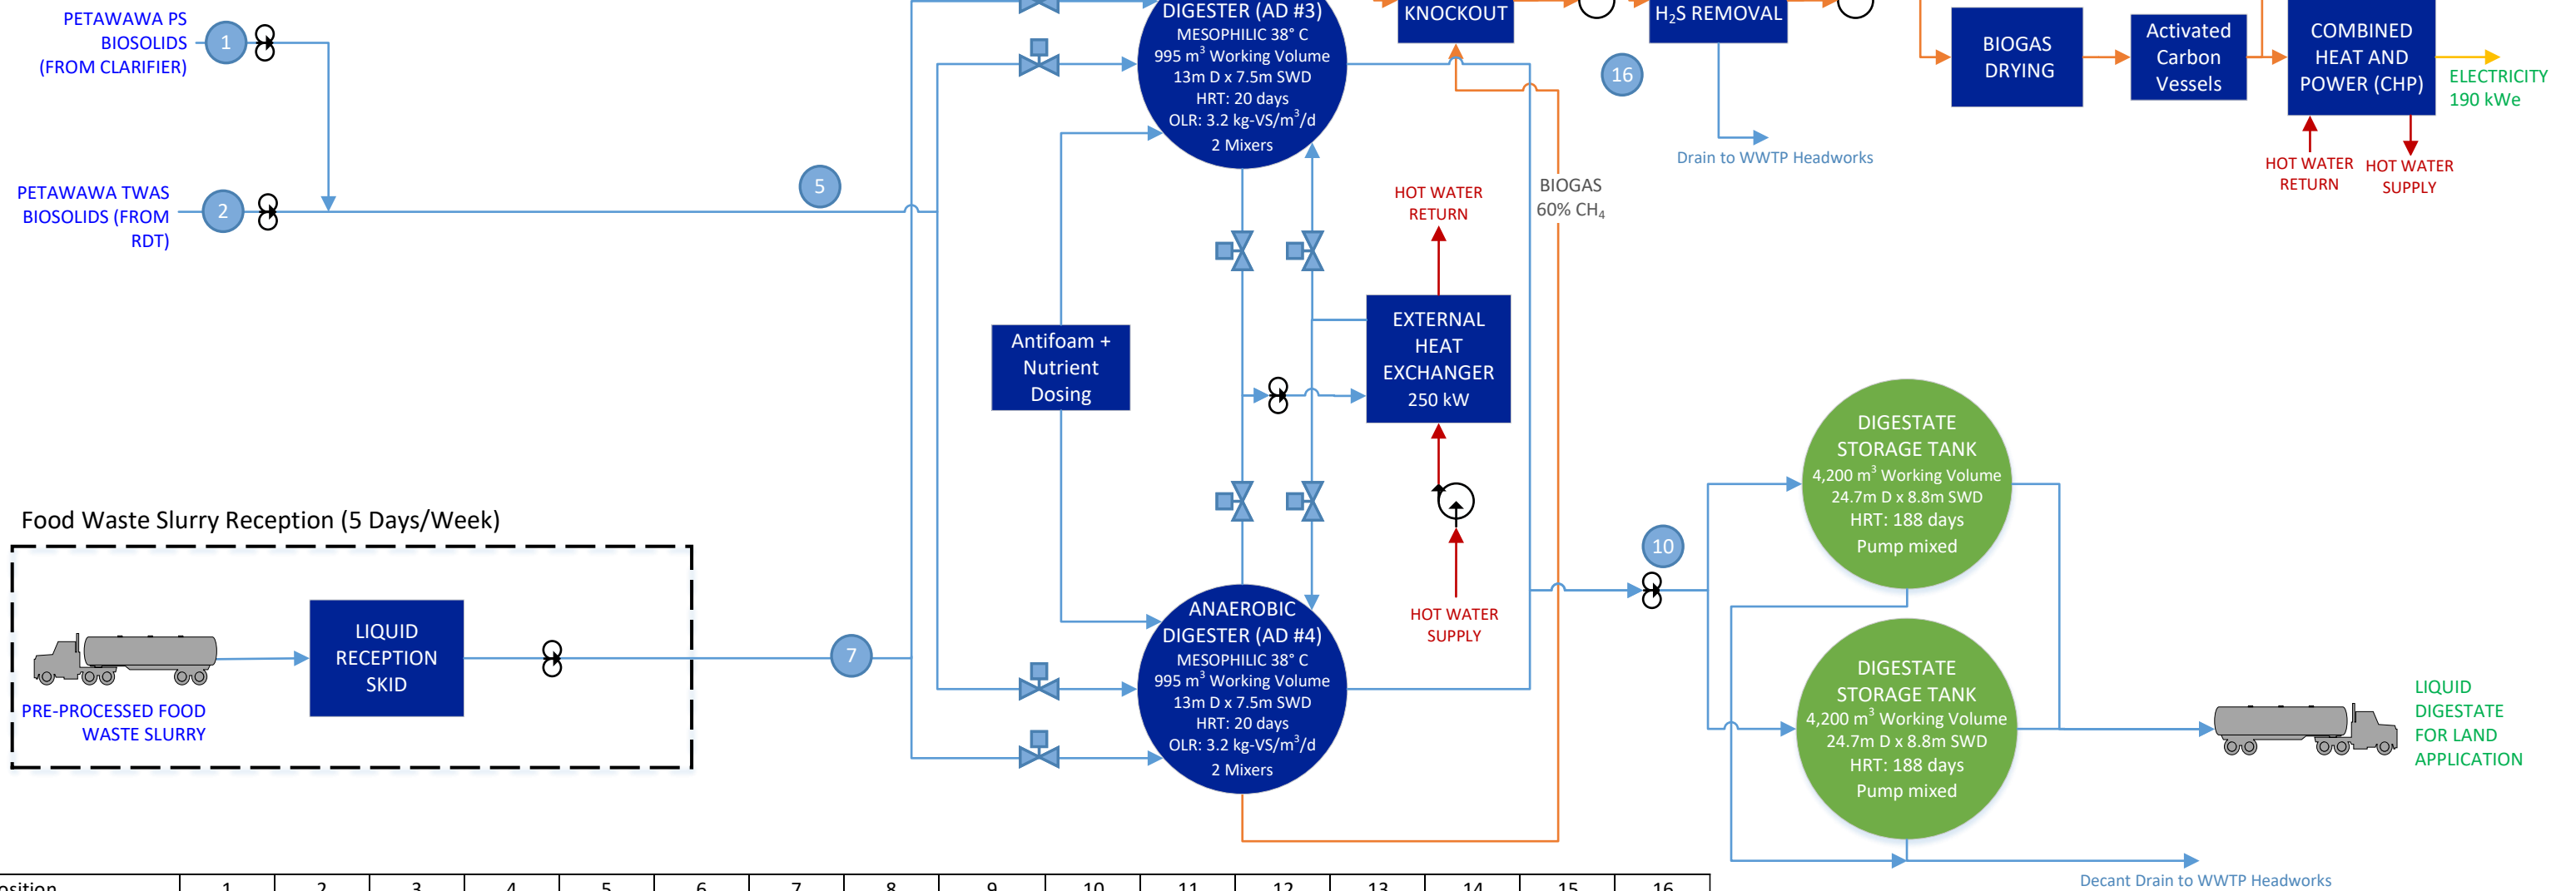 PETAWAWA PS
BIOSOLIDS
(FROM CLARIFIER)
1
PETAWAWA TWAS
BIOSOLIDS (FROM
RDT)
2
5
DIGESTER (AD #3)
MESOPHILIC 38° C
995 m³ Working Volume
13m D x 7.5m SWD
HRT: 20 days
OLR: 3.2 kg-VS/m³/d
2 Mixers
KNOCKOUT
H₂S REMOVAL
16
Drain to WWTP Headworks
BIOGAS
DRYING
Activated
Carbon
Vessels
COMBINED
HEAT AND
POWER (CHP)
ELECTRICITY
190 kWe
HOT WATER
RETURN
HOT WATER
SUPPLY
HOT WATER
RETURN
BIOGAS
60% CH₄
Antifoam +
Nutrient
Dosing
EXTERNAL
HEAT
EXCHANGER
250 kW
HOT WATER
SUPPLY
Food Waste Slurry Reception (5 Days/Week)
PRE-PROCESSED FOOD
WASTE SLURRY
LIQUID
RECEPTION
SKID
7
ANAEROBIC
DIGESTER (AD #4)
MESOPHILIC 38° C
995 m³ Working Volume
13m D x 7.5m SWD
HRT: 20 days
OLR: 3.2 kg-VS/m³/d
2 Mixers
10
DIGESTATE
STORAGE TANK
4,200 m³ Working Volume
24.7m D x 8.8m SWD
HRT: 188 days
Pump mixed
DIGESTATE
STORAGE TANK
4,200 m³ Working Volume
24.7m D x 8.8m SWD
HRT: 188 days
Pump mixed
LIQUID
DIGESTATE
FOR LAND
APPLICATION
Decant Drain to WWTP Headworks
osition 1 2 3 4 5 6 7 8 9 10 11 12 13 14 15 16